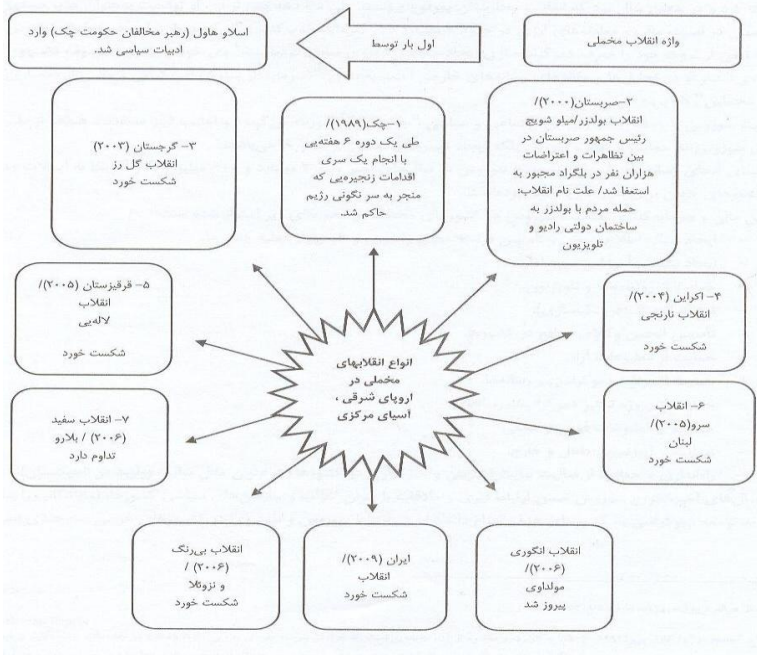 واژه انقلاب مخملی
اول بار توسط
اسلاو هاول (رهبر مخالفان حکومت چک) وارد
ادبیات سیاسی شد.
۱-چک(۱۹۸۹)/
طی یک دوره ۶ هفته‌یی
با انجام یک سری
اقدامات زنجیره‌یی که
منجر به سر نگونی رژیم
حاکم شد.
۲-صربستان(۲۰۰۰)/
انقلاب بولدزر/میلو شویچ
رئیس جمهور صربستان در
بین تظاهرات و اعتراضات
هزاران نفر در بلگراد مجبور به
استعفا شد/ علت نام انقلاب:
حمله مردم با بولدزر به
ساختمان دولتی رادیو و
تلویزیون
۳- گرجستان (۲۰۰۳)
انقلاب گل رز
شکست خورد
۴- اکراین (۲۰۰۴)/
انقلاب نارنجی
شکست خورد
۵- قرقیزستان (۲۰۰۵)/
انقلاب
لاله‌یی
شکست خورد
انواع انقلابهای
مخملی در
اروپای شرقی ،
آسیای مرکزی
۶- انقلاب
سرو(۲۰۰۵)/
لبنان
شکست خورد
۷- انقلاب سفید
(۲۰۰۶) / بلارو
تداوم دارد
انقلاب انگوری
(۲۰۰۶)/
مولداوی
پیروز شد
ایران (۲۰۰۹)/
انقلاب
شکست خورد
انقلاب بی‌رنگ
(۲۰۰۶) /
و نزوئلا
شکست خورد